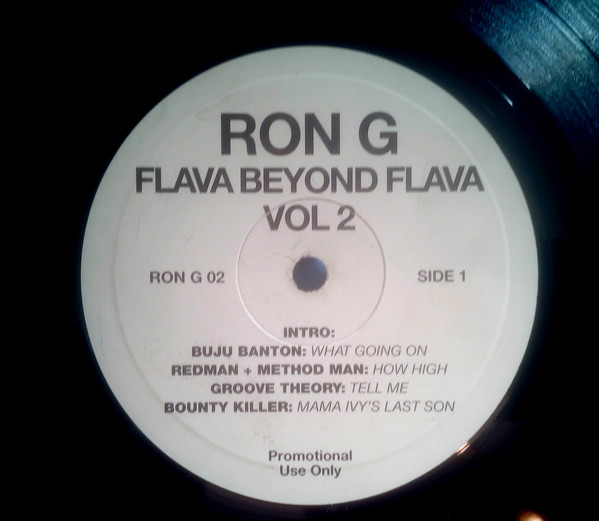 RON G
FLAVA BEYOND FLAVA
VOL 2
RON G 02
SIDE 1
INTRO:
BUJU BANTON: WHAT GOING ON
REDMAN + METHOD MAN: HOW HIGH
GROOVE THEORY: TELL ME
BOUNTY KILLER: MAMA IVY'S LAST SON
Promotional
Use Only